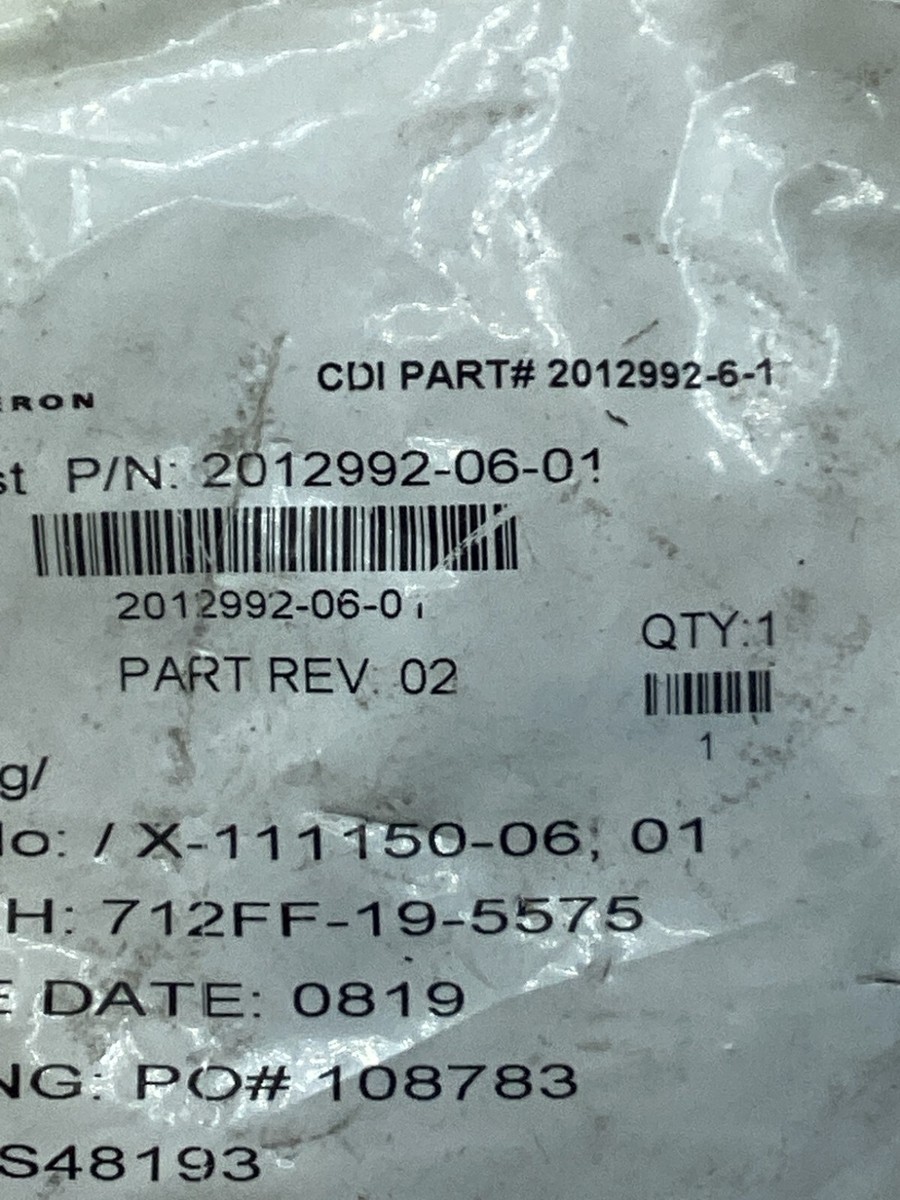 CDI PART# 2012992-6-1
ERON
st P/N: 2012992-06-01
2012992-06-01
QTY:1
PART REV: 02
1
g/
lo: / X-111150-06; 01
H: 712FF-19-5575
E DATE: 0819
NG: PO# 108783
S48193